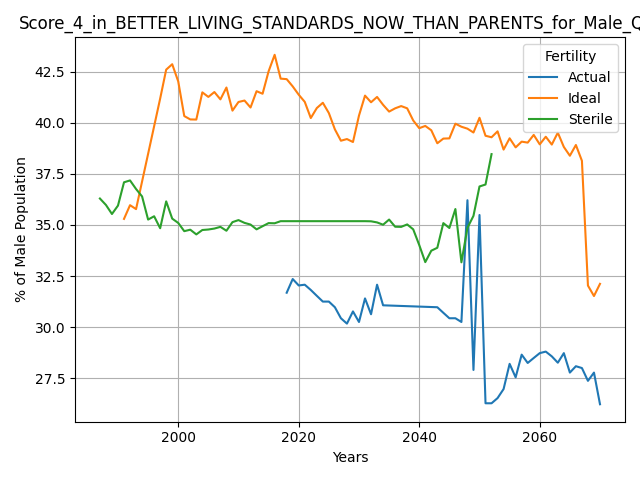 Score_4_in_BETTER_LIVING_STANDARDS_NOW_THAN_PARENTS_for_Male_Q
Fertility
Actual
Ideal
Sterile
42.5
40.0
37.5
35.0
32.5
30.0
27.5
% of Male Population
2000
2020
2040
2060
Years